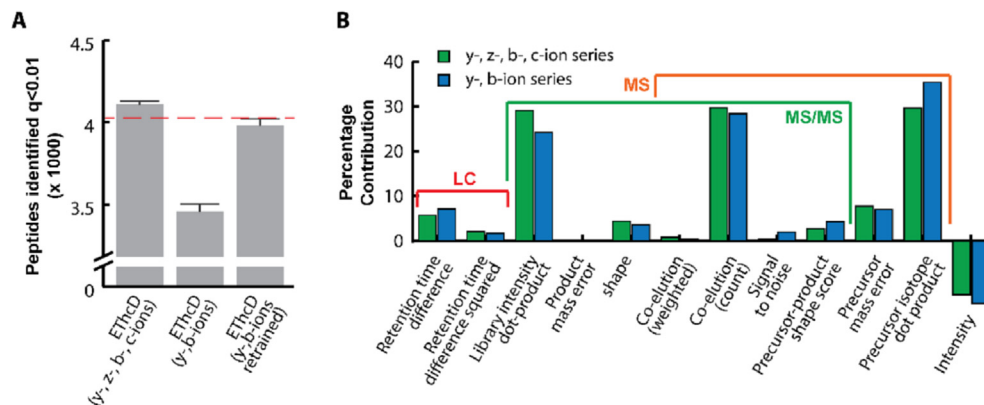 A
Peptides identified q<0.01
(x 1000)
4.5
4
3.5
0
EThcD
(y-, z-, b-, c-ions)
EThcD
(y-,b-ions)
EThcD
(y-,b-ions
retrained)
B
Percentage
Contribution
40
30
20
10
0
y-, z-, b-, c-ion series
y-, b-ion series
LC
MS/MS
MS
Retention time
difference
Retention time
difference squared
Library intensity
dot-product
Product
mass error
shape
Co-elution
(weighted)
Co-elution
(count)
Signal
to noise
Precursor-product
shape score
Precursor
mass error
Precursor isotope
dot product
Intensity